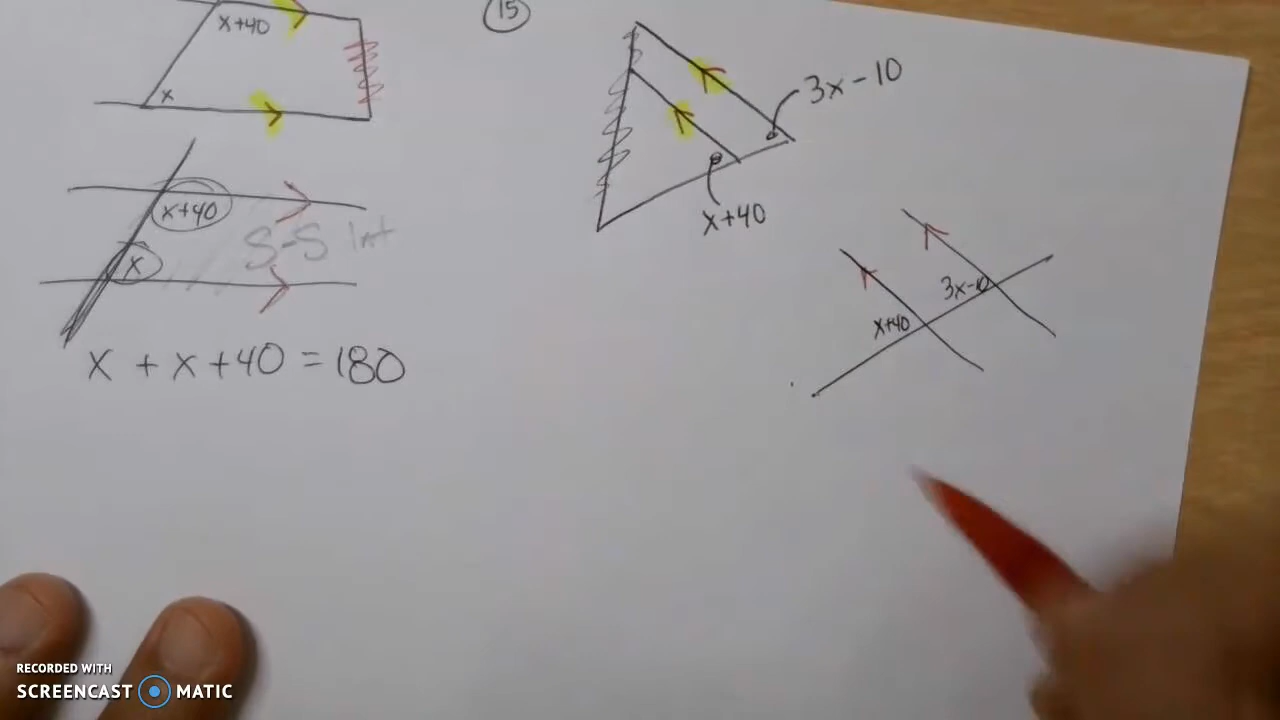 x+40
x
15
3x-10
x+40
x+40
x
S-S Int
x + x +40 = 180
x+40
3x-10
RECORDED WITH
SCREENCAST MATIC